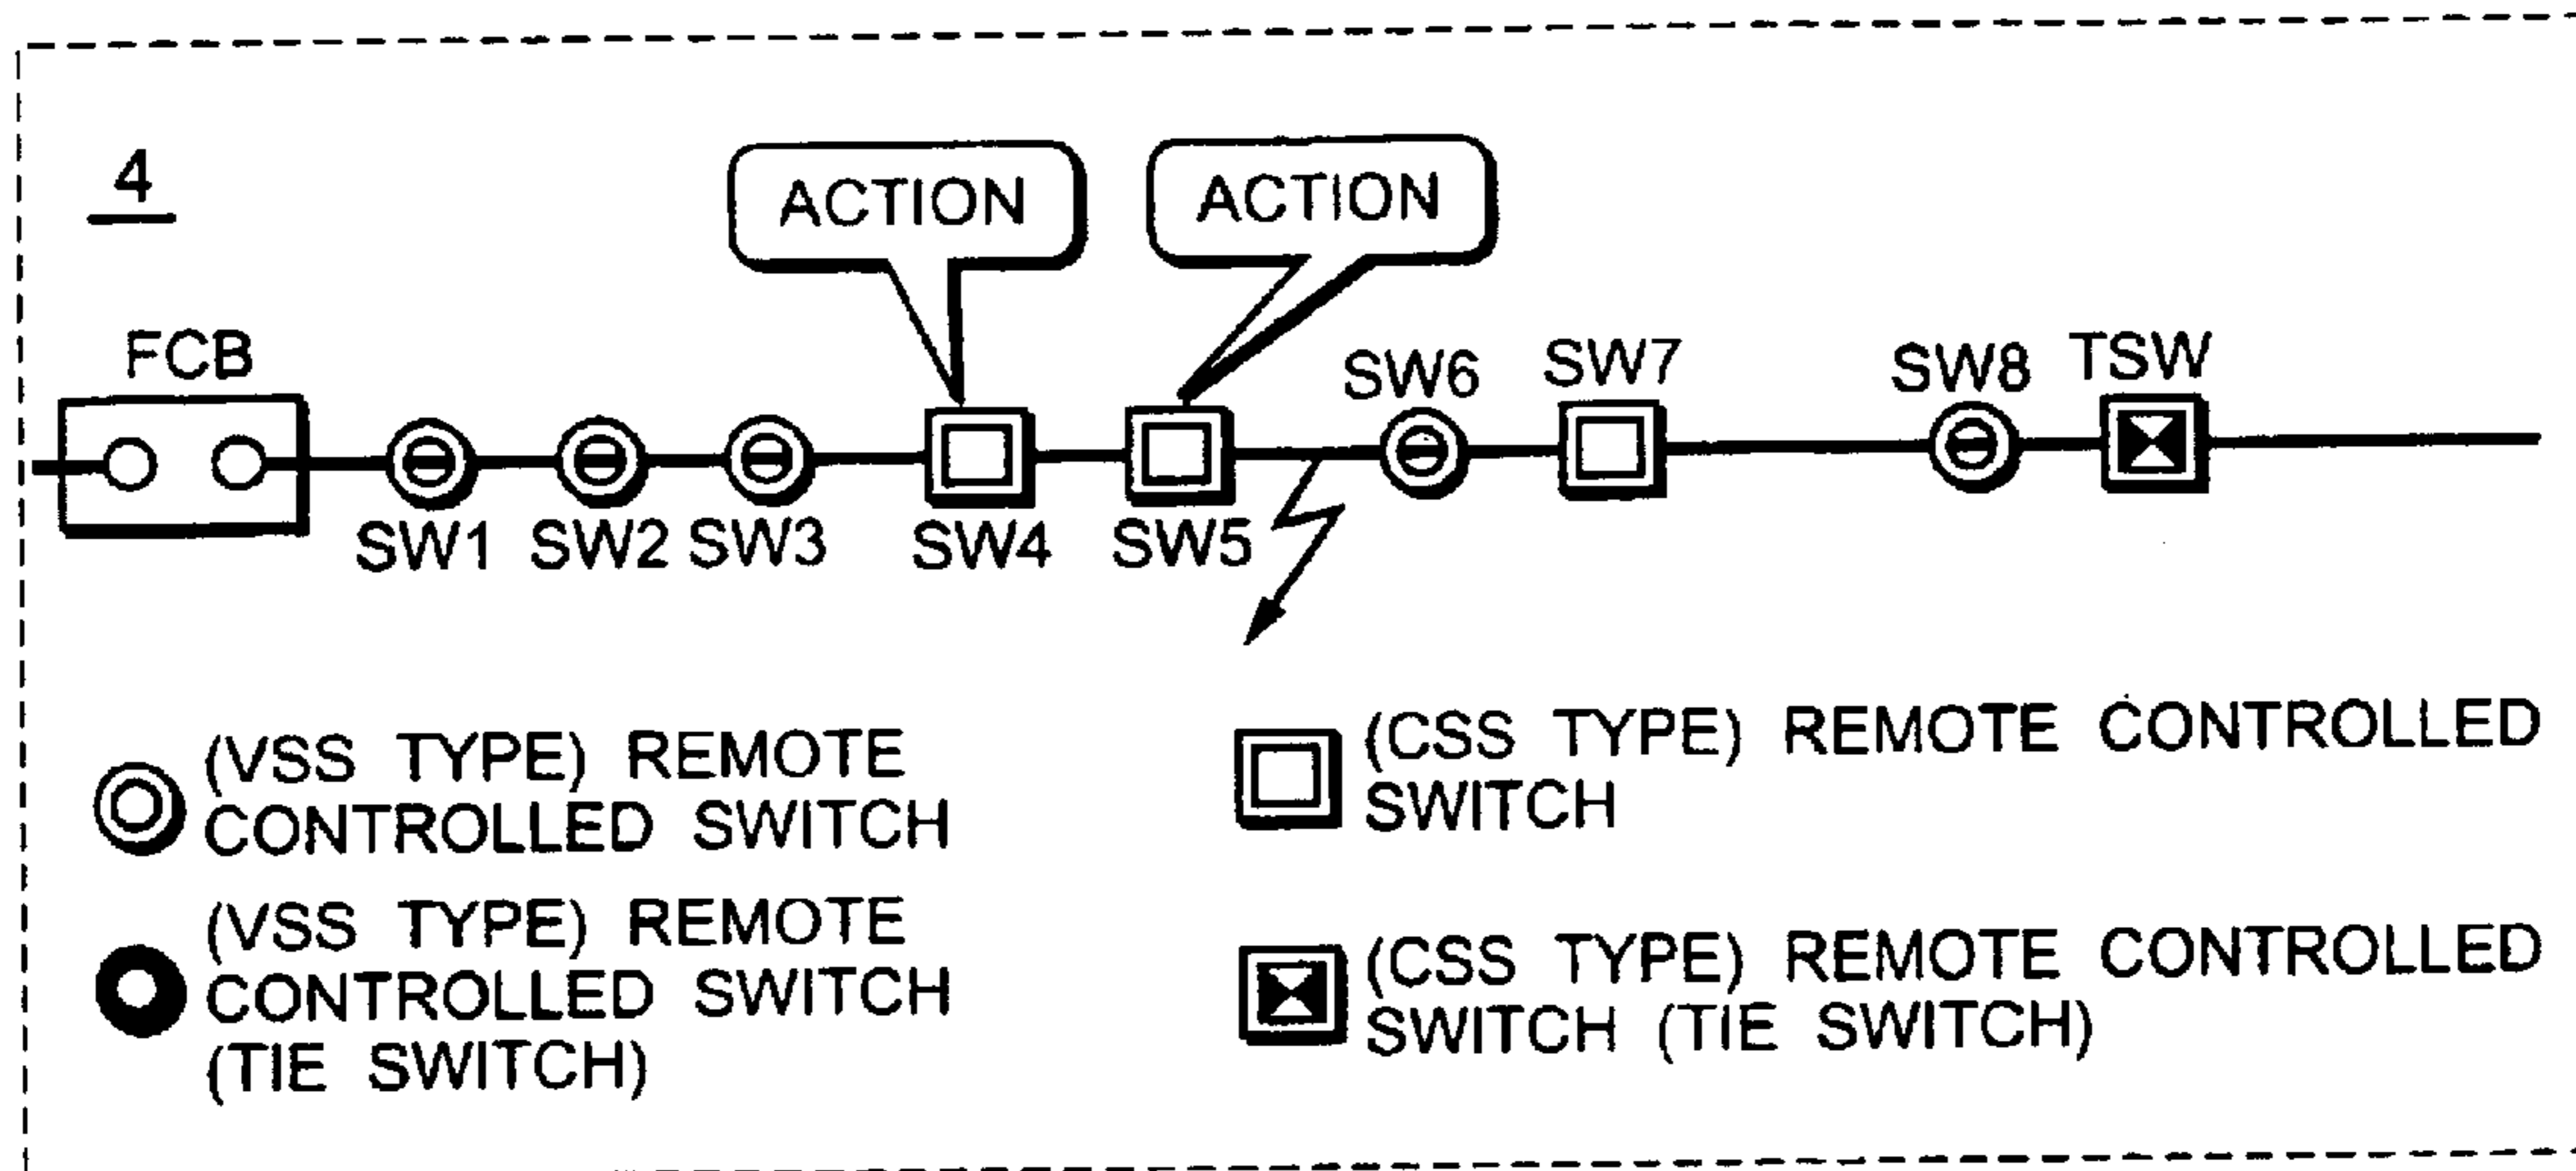 4
ACTION
ACTION
FCB
SW1
SW2
SW3
SW4
SW5
SW6
SW7
SW8
TSW
(VSS TYPE) REMOTE
CONTROLLED SWITCH
(VSS TYPE) REMOTE
CONTROLLED SWITCH
(TIE SWITCH)
(CSS TYPE) REMOTE CONTROLLED
SWITCH
(CSS TYPE) REMOTE CONTROLLED
SWITCH (TIE SWITCH)